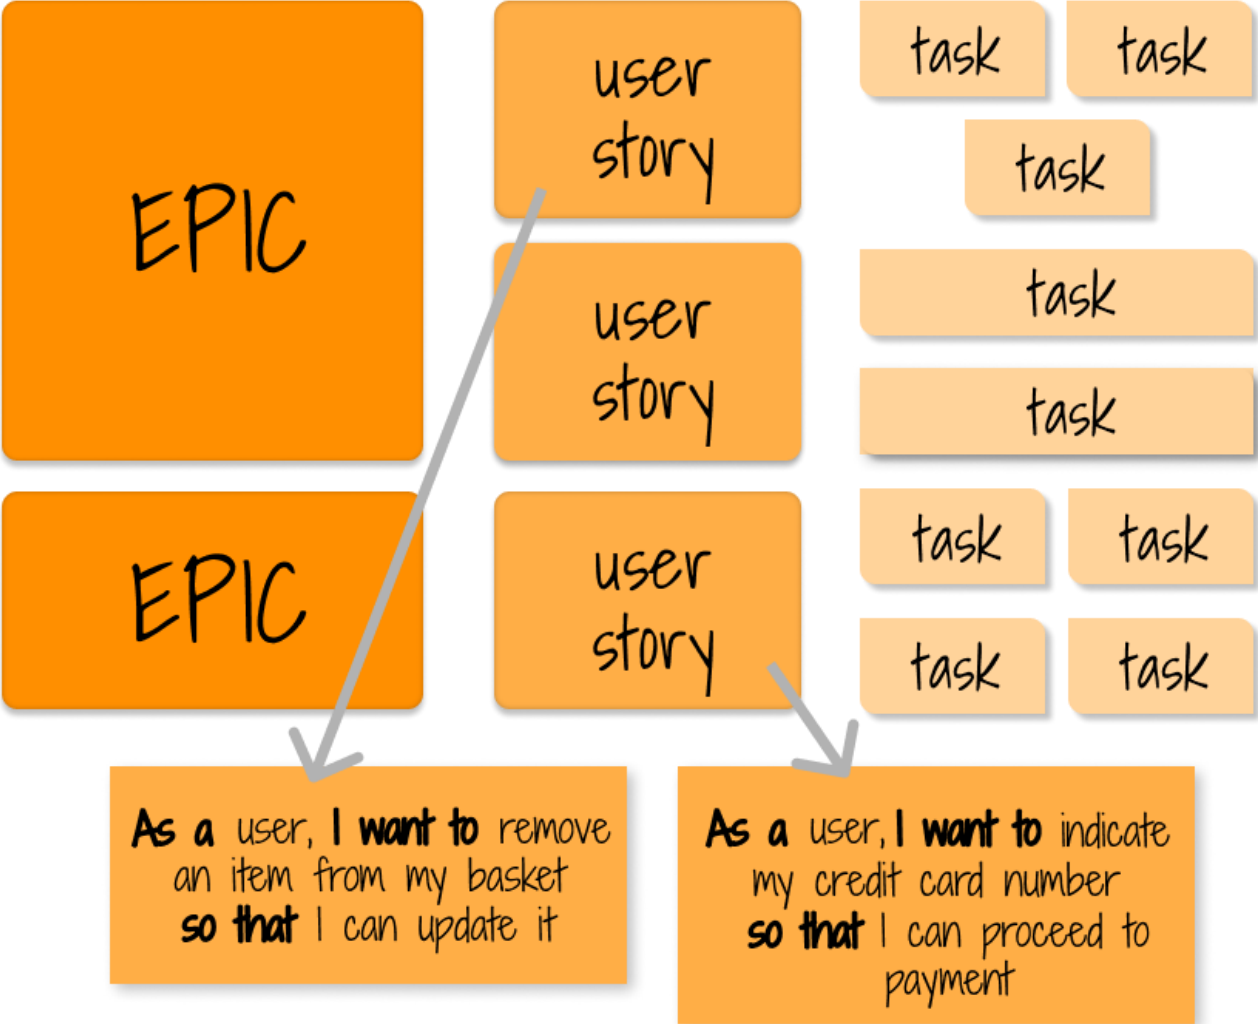 EPIC
user
story
task
task
task
user
story
task
task
EPIC
user
story
task
task
task
task
As a user, I want to remove
an item from my basket
so that I can update it
As a user, I want to indicate
my credit card number
so that I can proceed to
payment